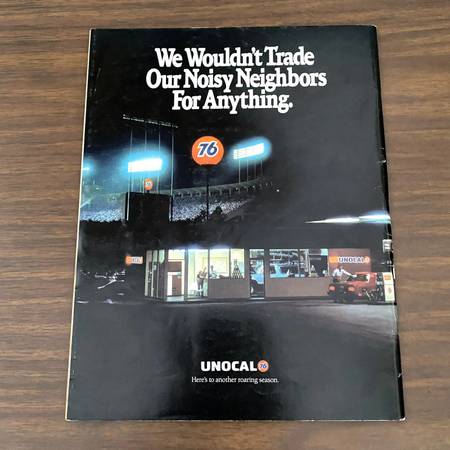 We Wouldn't Trade
Our Noisy Neighbors
For Anything.
76
UNOCAL
UNOCAL 76
Here's to another roaring season.